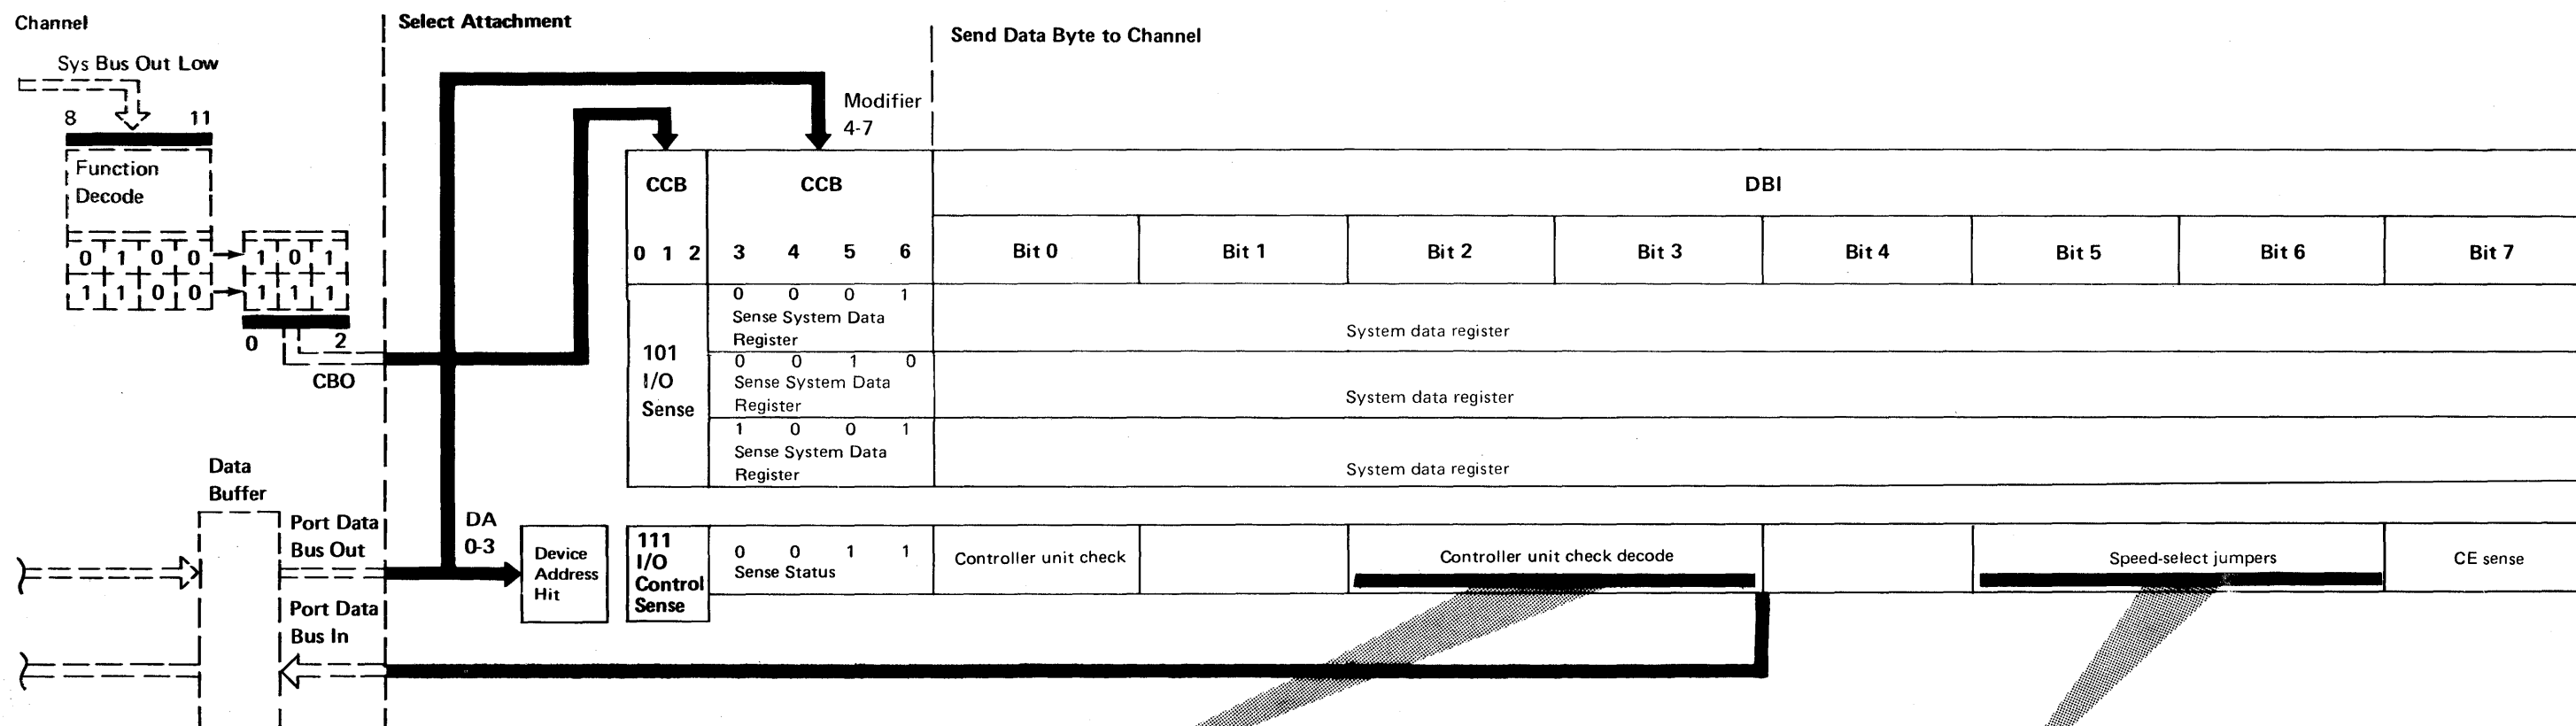 Channel
Select Attachment
Send Data Byte to Channel
Sys Bus Out Low
8 11
Function
Decode
0 1 0 0 1 0 1
1 1 0 0 1 1 1
0 2
CBO
Modifier
4-7
CCB CCB DBI
0 1 2 3 4 5 6 Bit 0 Bit 1 Bit 2 Bit 3 Bit 4 Bit 5 Bit 6 Bit 7
101
I/O
Sense
0 0 0 1
Sense System Data
Register
System data register
0 0 1 0
Sense System Data
Register
System data register
1 0 0 1
Sense System Data
Register
System data register
Data
Buffer
Port Data
Bus Out
DA
0-3
Device
Address
Hit
111
I/O
Control
Sense
0 0 1 1
Sense Status
Controller unit check
Controller unit check decode
Speed-select jumpers
CE sense
Port Data
Bus In